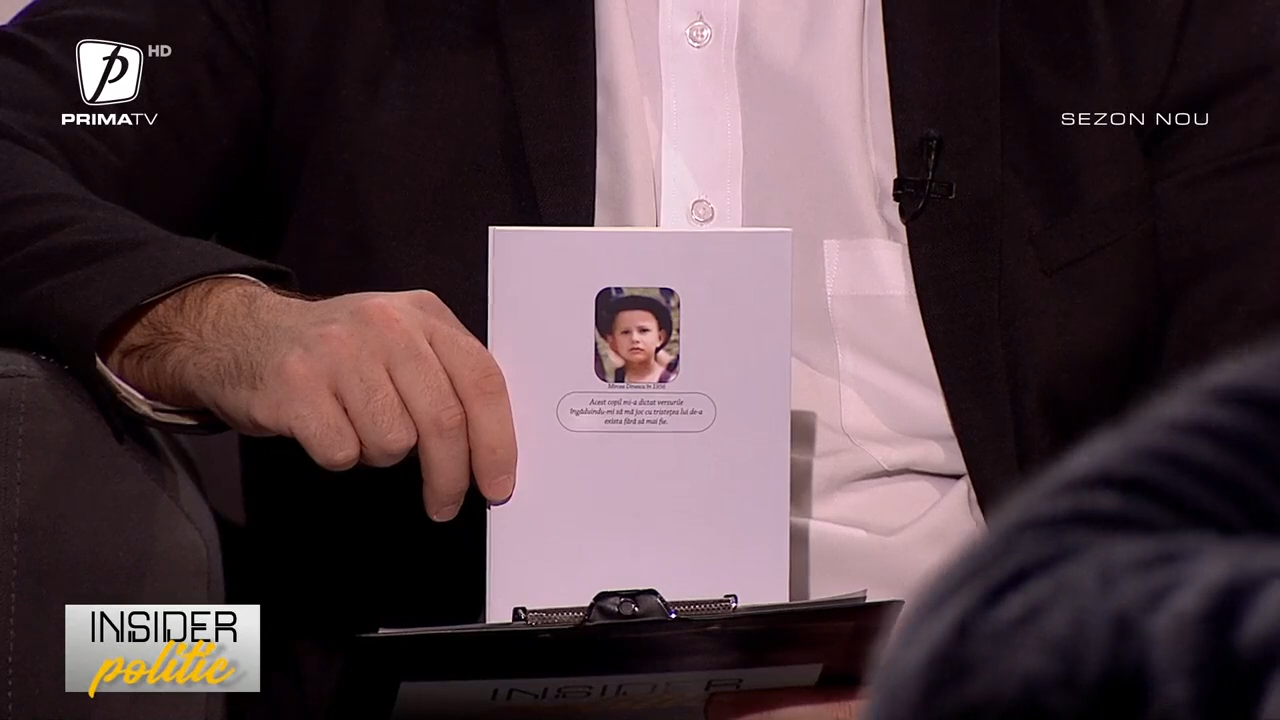 HD
PRIMATV
SEZON NOU
Mircea Dinescu în 1956
Acest copil mi-a dictat versurile
îngăduindu-mi să mă joc cu tristețea lui de-a
exista fără să mai fie.
INSIDER
politic
INSIDER